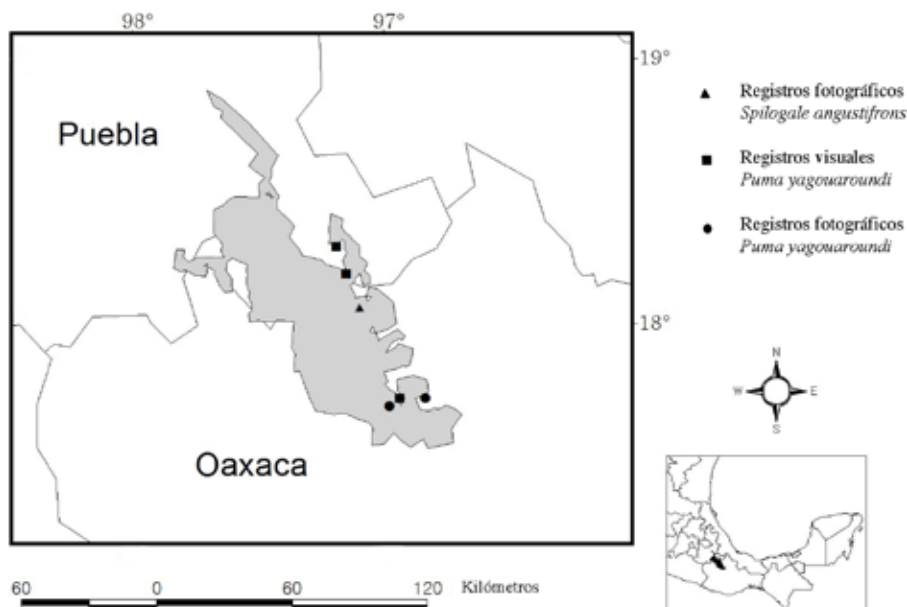 98° 97°
19°
Puebla
Registros fotográficos
Spilogale angustifrons
Registros visuales
Puma yagouaroundi
Registros fotográficos
Puma yagouaroundi
18°
N
W E
S
Oaxaca
60 0 60 120 Kilómetros